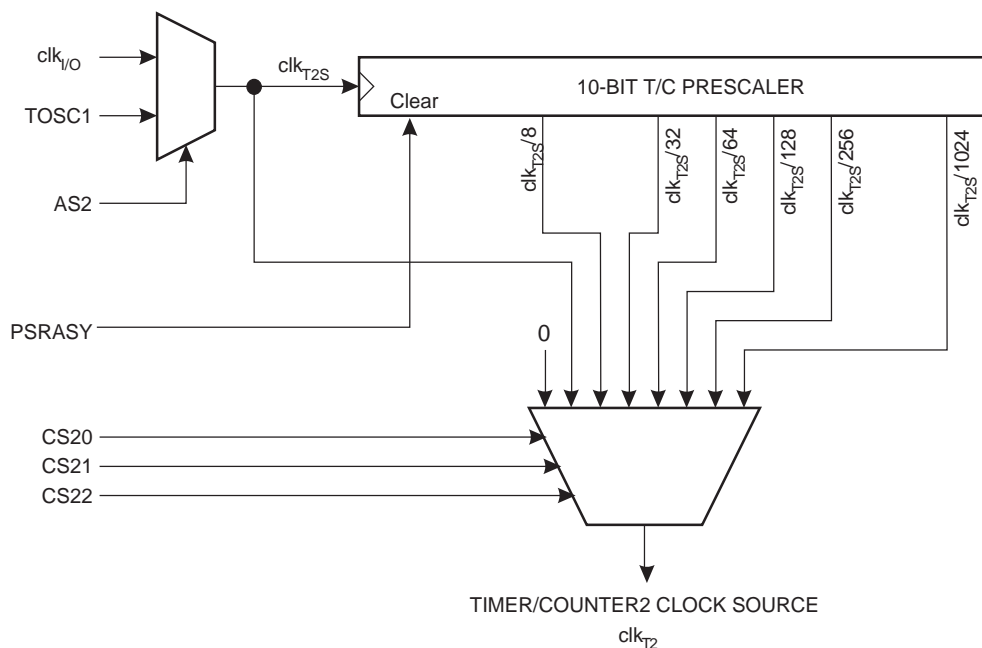 clkI/O
clkT2S
10-BIT T/C PRESCALER
TOSC1
Clear
clkT2S/8
clkT2S/32
clkT2S/64
clkT2S/128
clkT2S/256
clkT2S/1024
AS2
PSRASY
0
CS20
CS21
CS22
TIMER/COUNTER2 CLOCK SOURCE
clkT2